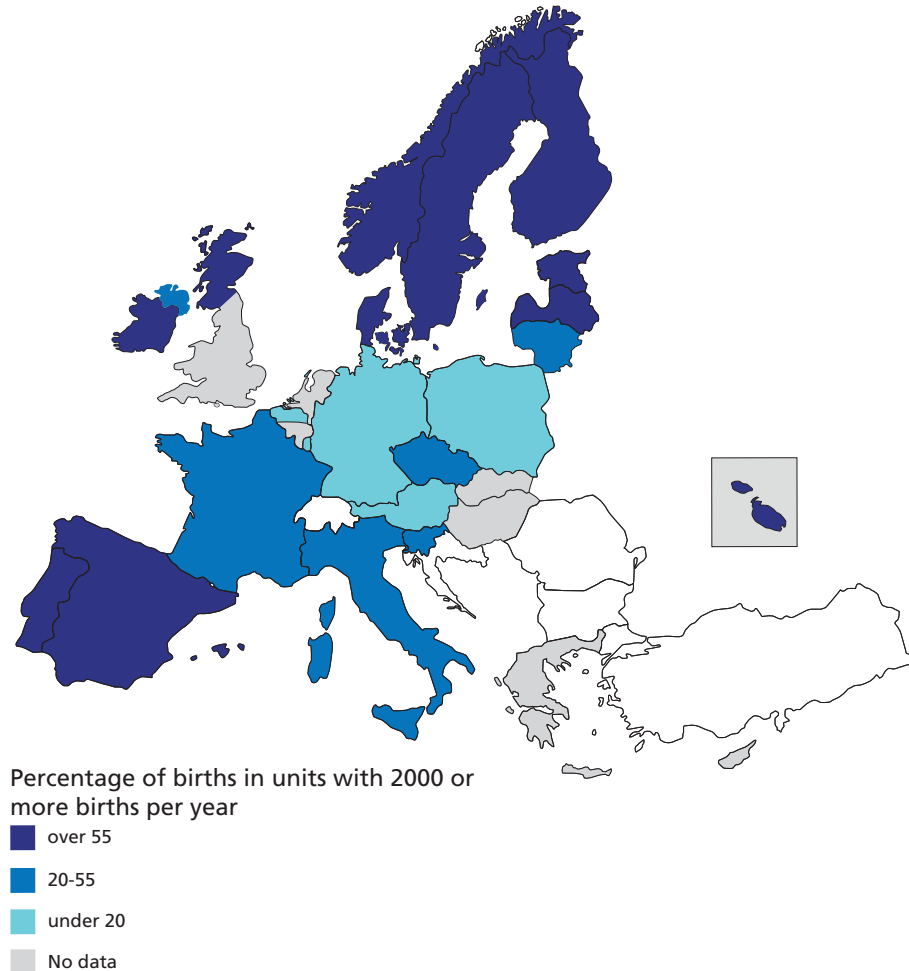 Percentage of births in units with 2000 or
more births per year
over 55
20-55
under 20
No data